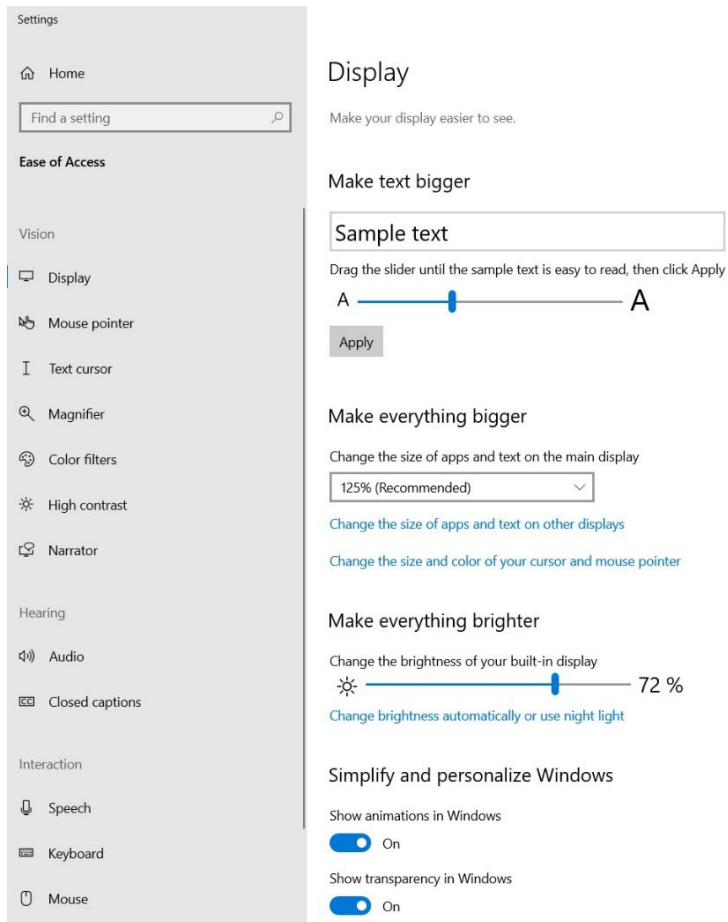 Settings
Home
Find a setting
Ease of Access
Vision
Display
Mouse pointer
Text cursor
Magnifier
Color filters
High contrast
Narrator
Hearing
Audio
CC
Closed captions
Interaction
Speech
Keyboard
Mouse
Display
Make your display easier to see.
Make text bigger
Sample text
Drag the slider until the sample text is easy to read, then click Apply
A A
Apply
Make everything bigger
Change the size of apps and text on the main display
125% (Recommended)
Change the size of apps and text on other displays
Change the size and color of your cursor and mouse pointer
Make everything brighter
Change the brightness of your built-in display
72 %
Change brightness automatically or use night light
Simplify and personalize Windows
Show animations in Windows
On
Show transparency in Windows
On